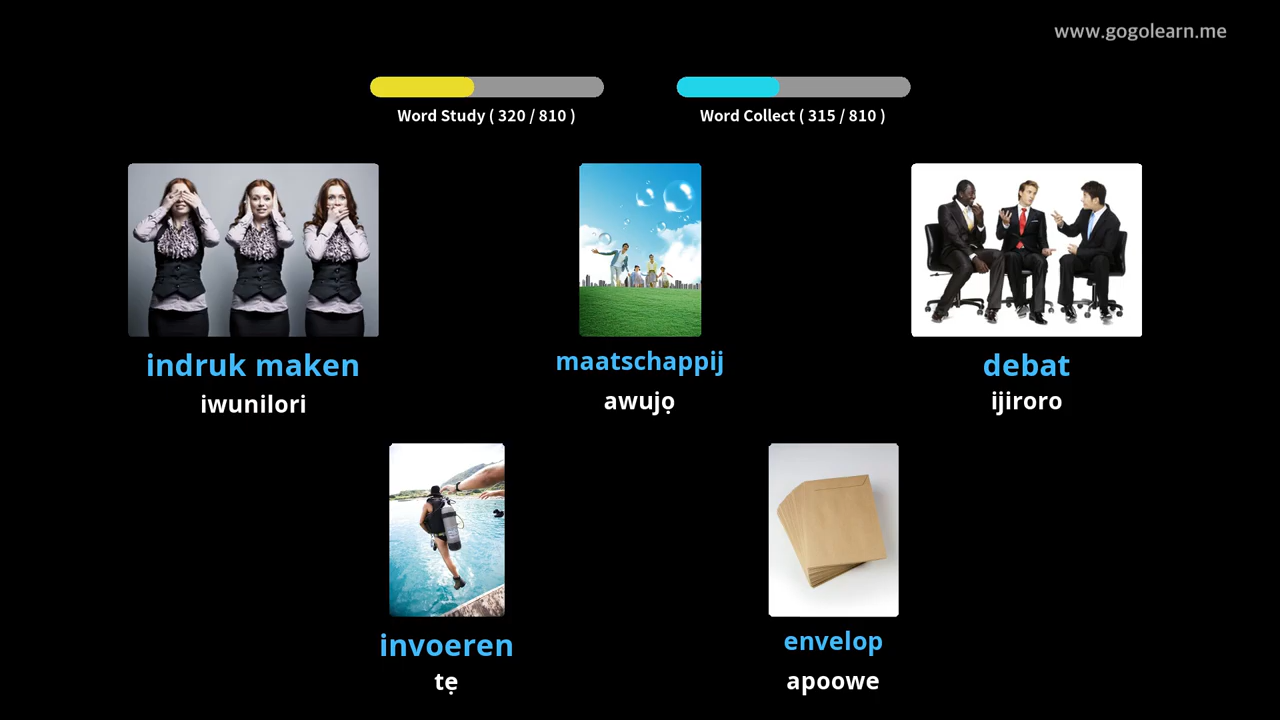 www.gogolearn.me
Word Study ( 320 / 810 )
Word Collect ( 315 / 810 )
indruk maken
iwunilori
maatschappij
awujọ
debat
ijiroro
invoeren
tẹ
envelop
apoowe